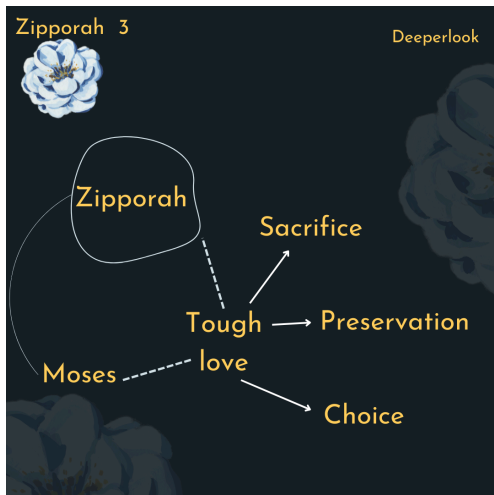 Zipporah 3
Deeperlook
Zipporah
Sacrifice
Tough
love
Preservation
Moses
Choice